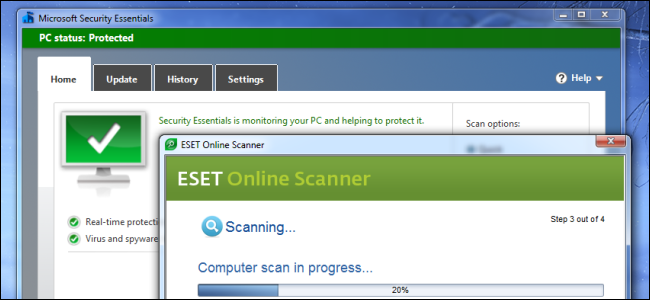 Microsoft Security Essentials
PC status: Protected
Home Update History Settings Help
Security Essentials is monitoring your PC and helping to protect it.
Scan options:
Real-time protecti
Virus and spyware
ESET Online Scanner
ESET Online Scanner
Step 3 out of 4
Scanning...
Computer scan in progress...
20%